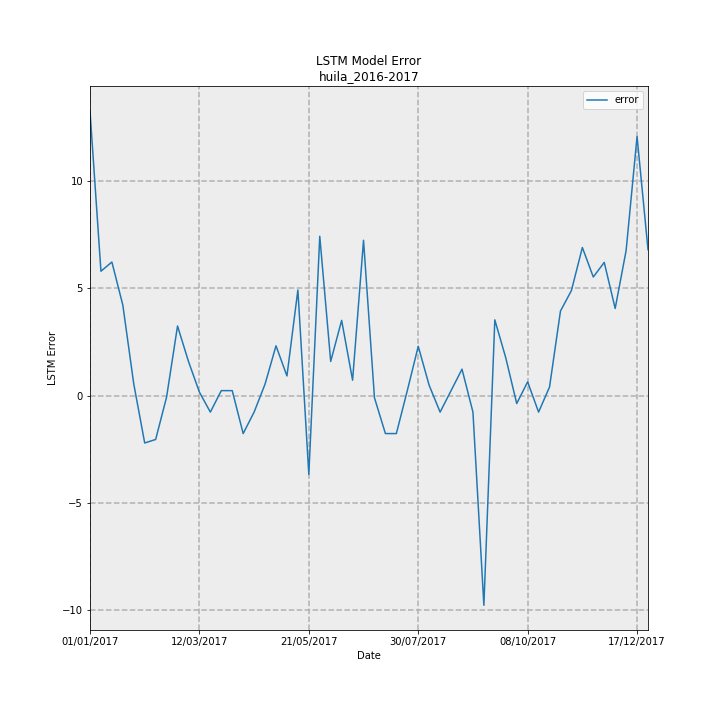 LSTM Model Error
huila_2016-2017
error
LSTM Error
10
5
0
−5
−10
01/01/2017
12/03/2017
21/05/2017
30/07/2017
08/10/2017
17/12/2017
Date